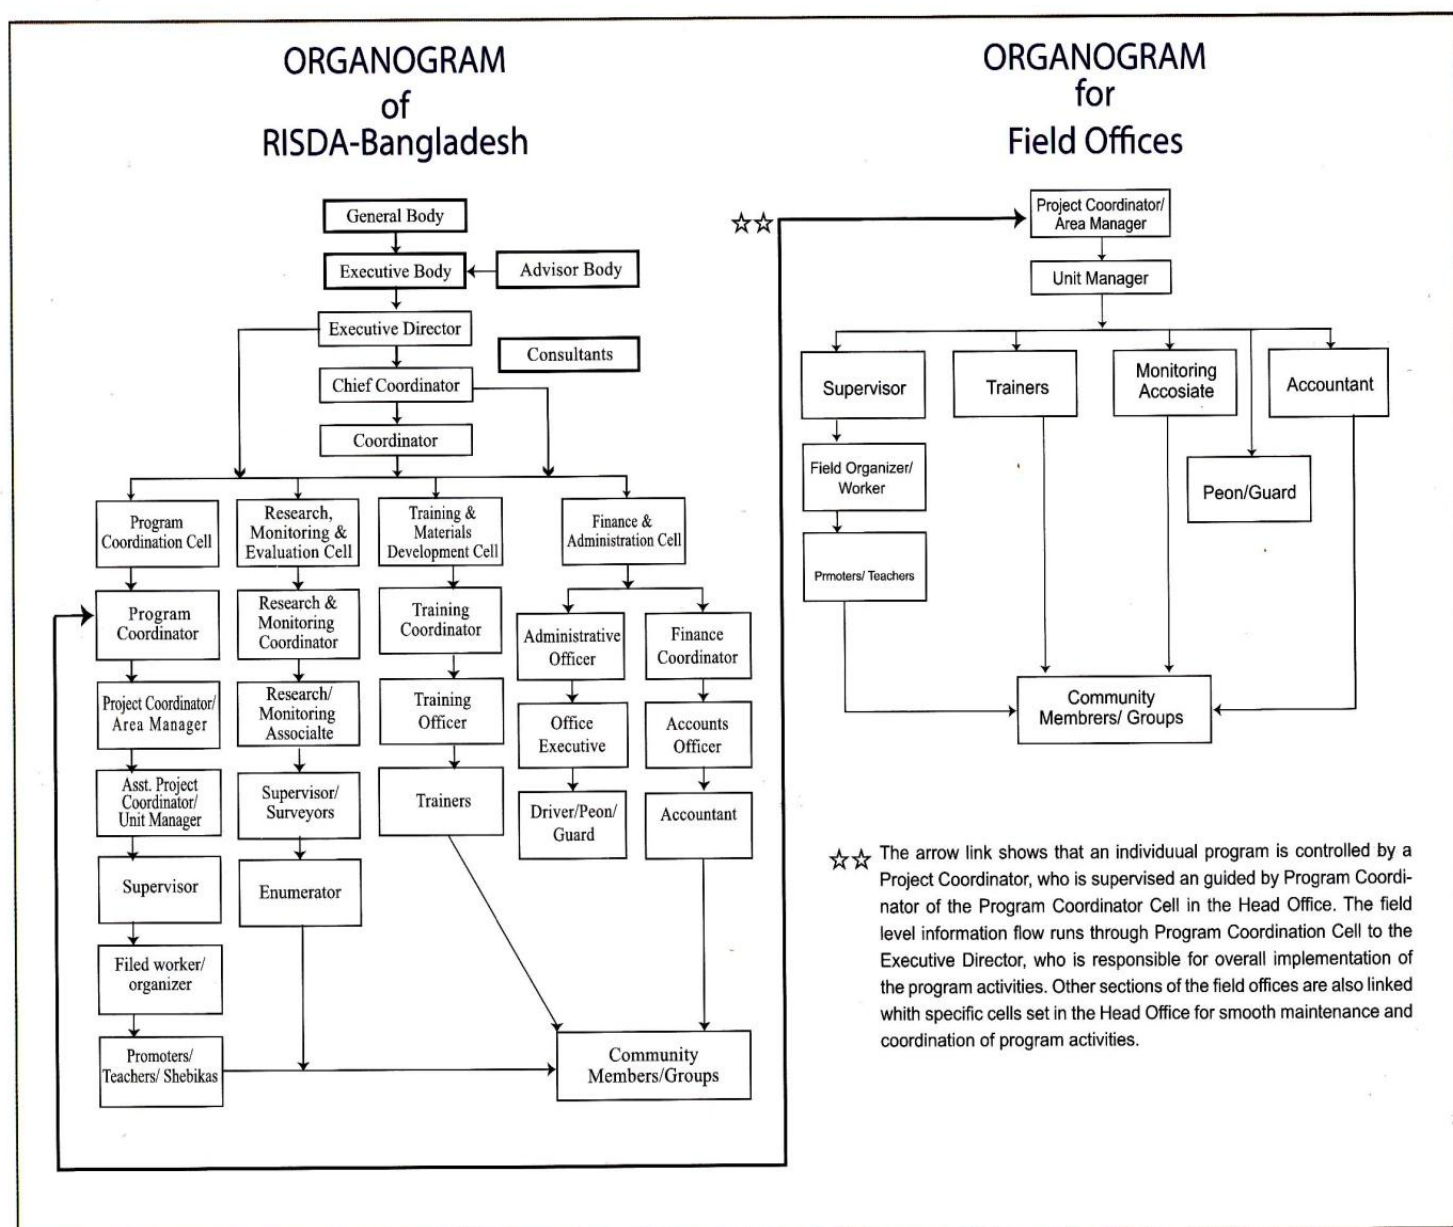 ORGANOGRAM
of
RISDA-Bangladesh
General Body
Executive Body
Advisor Body
Executive Director
Consultants
Chief Coordinator
Coordinator
Program
Coordination Cell
Research,
Monitoring &
Evaluation Cell
Training &
Materials
Development Cell
Finance &
Administration Cell
Program
Coordinator
Research &
Monitoring
Coordinator
Training
Coordinator
Administrative
Officer
Finance
Coordinator
Project Coordinator/
Area Manager
Research/
Monitoring
Associalte
Training
Officer
Office
Executive
Accounts
Officer
Asst. Project
Coordinator/
Unit Manager
Supervisor/
Surveyors
Trainers
Driver/Peon/
Guard
Accountant
Supervisor
Enumerator
Filed worker/
organizer
Promoters/
Teachers/ Shebikas
Community
Members/Groups
ORGANOGRAM
for
Field Offices
☆☆
Project Coordinator/
Area Manager
Unit Manager
Supervisor
Trainers
Monitoring
Accosiate
Accountant
Field Organizer/
Worker
Peon/Guard
Prmoters/ Teachers
Community
Membrers/ Groups
☆☆ The arrow link shows that an individuual program is controlled by a
Project Coordinator, who is supervised an guided by Program Coordi-
nator of the Program Coordinator Cell in the Head Office. The field
level information flow runs through Program Coordination Cell to the
Executive Director, who is responsible for overall implementation of
the program activities. Other sections of the field offices are also linked
whith specific cells set in the Head Office for smooth maintenance and
coordination of program activities.